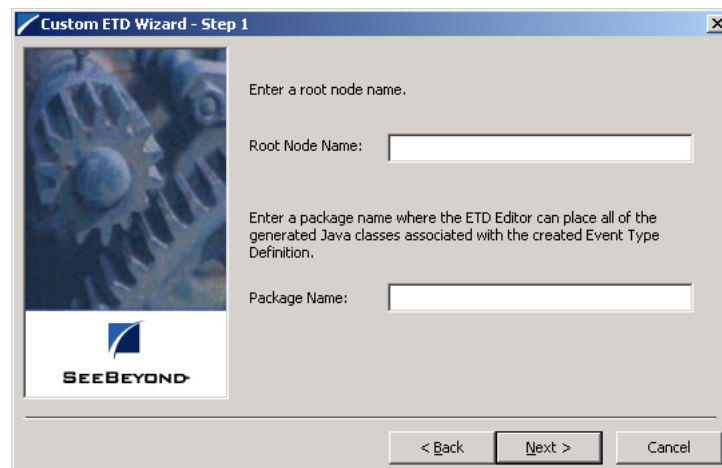 Custom ETD Wizard - Step 1
Enter a root node name.
Root Node Name:
Enter a package name where the ETD Editor can place all of the
generated Java classes associated with the created Event Type
Definition.
Package Name:
SEEBEYOND
< Back
Next >
Cancel